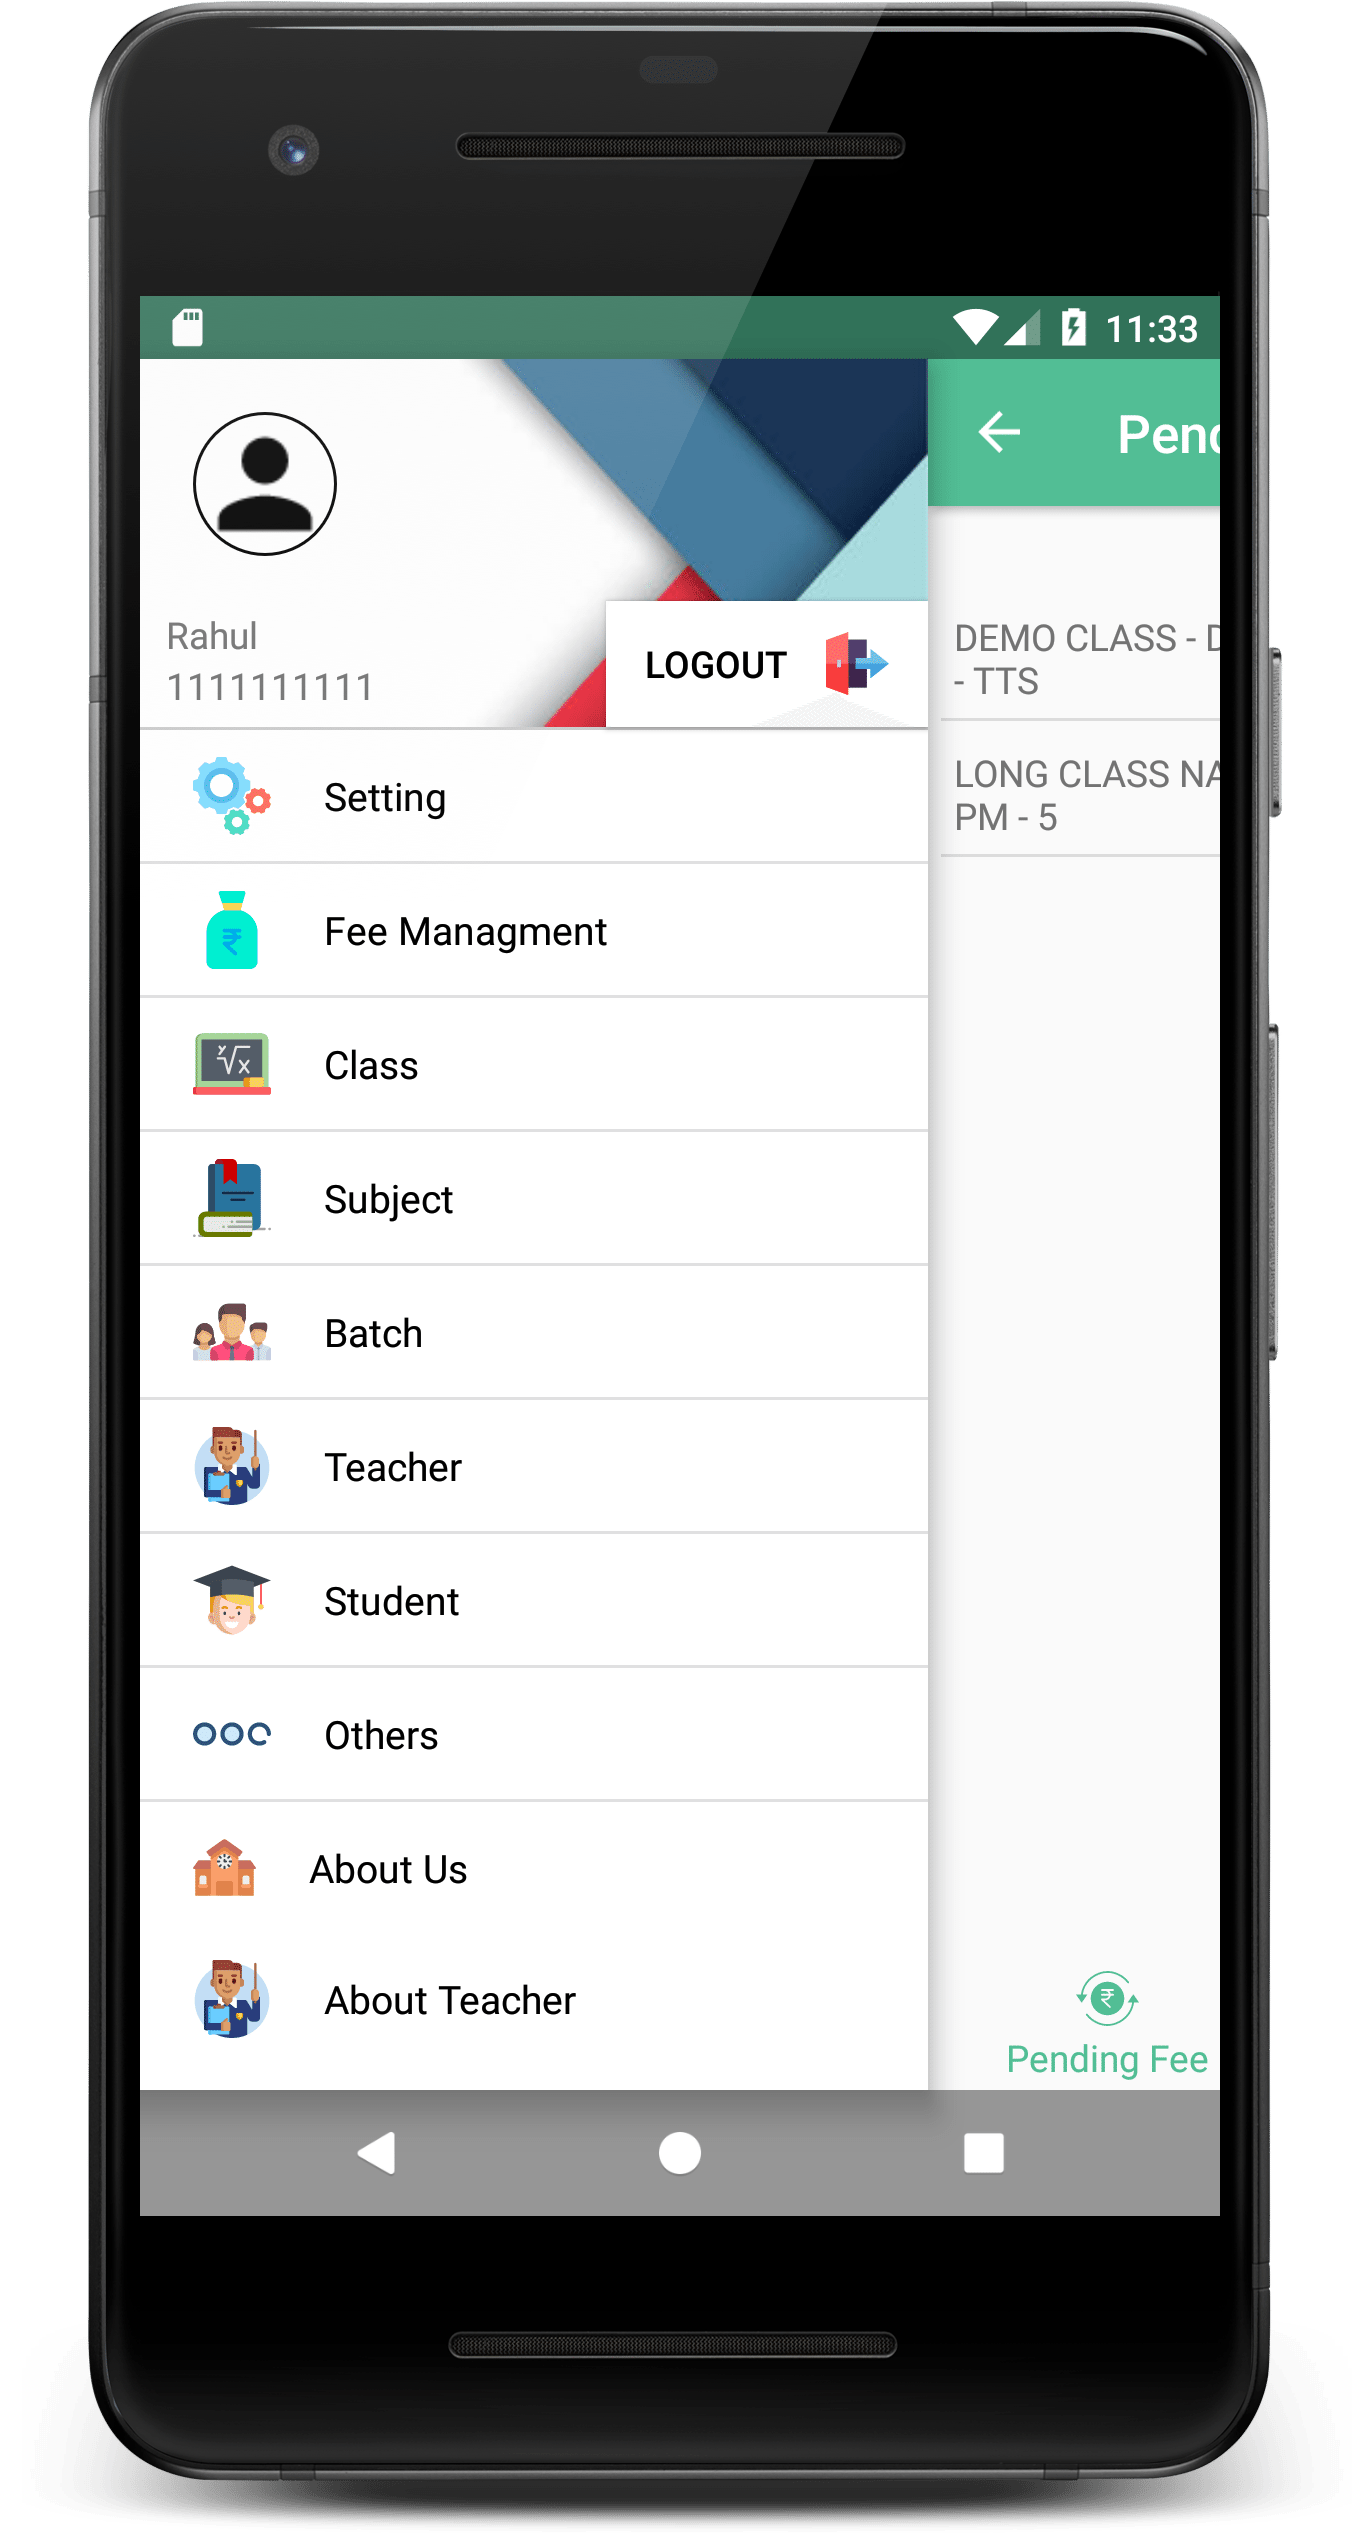 11:33
Pend
Rahul
1111111111
LOGOUT
DEMO CLASS - D
- TTS
LONG CLASS NA
PM - 5
Setting
Fee Managment
Class
Subject
Batch
Teacher
Student
Others
About Us
About Teacher
Pending Fee